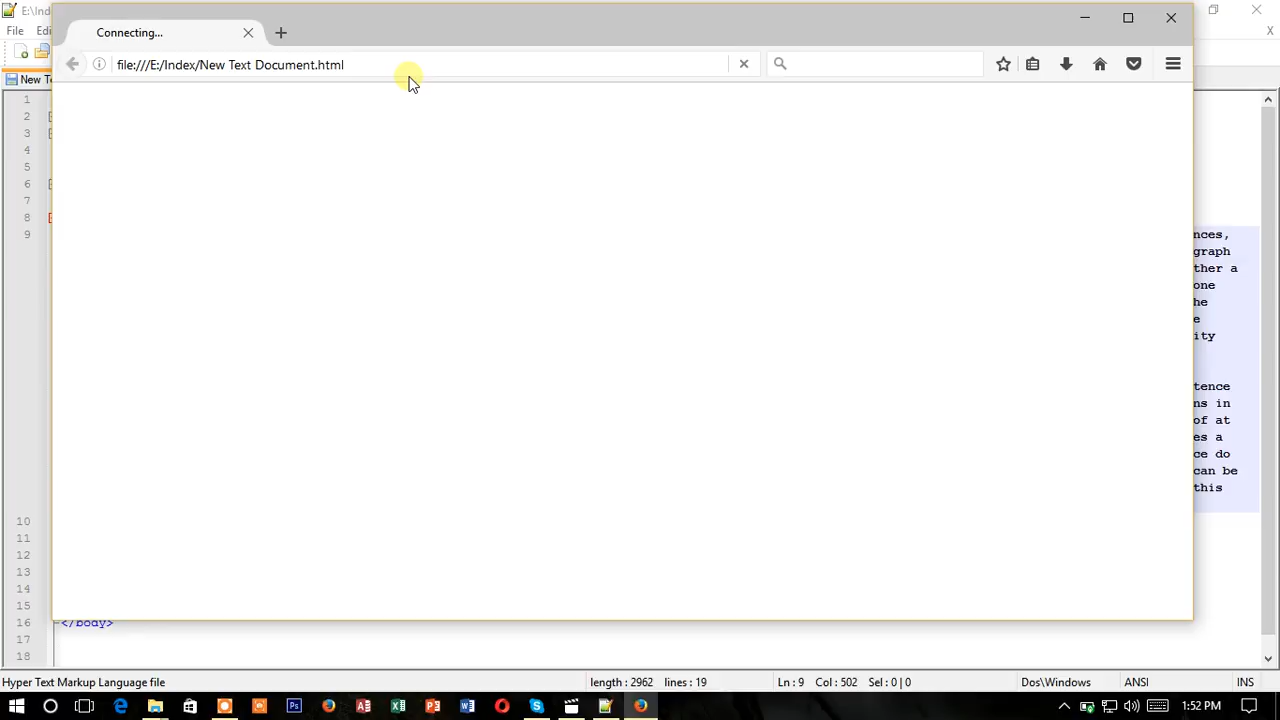 E:\Ind
File Edi
New Te
Connecting...
file:///E:/Index/New Text Document.html
X
1
2
3
4
5
6
7
8
9
nces,
graph
ther a
one
he
e
ity
tence
ns in
of at
es a
ce do
can be
this
10
11
12
13
14
15
16 </body>
17
18
Hyper Text Markup Language file length : 2962 lines : 19 Ln : 9 Col : 502 Sel : 0 | 0 Dos\Windows ANSI INS
1:52 PM